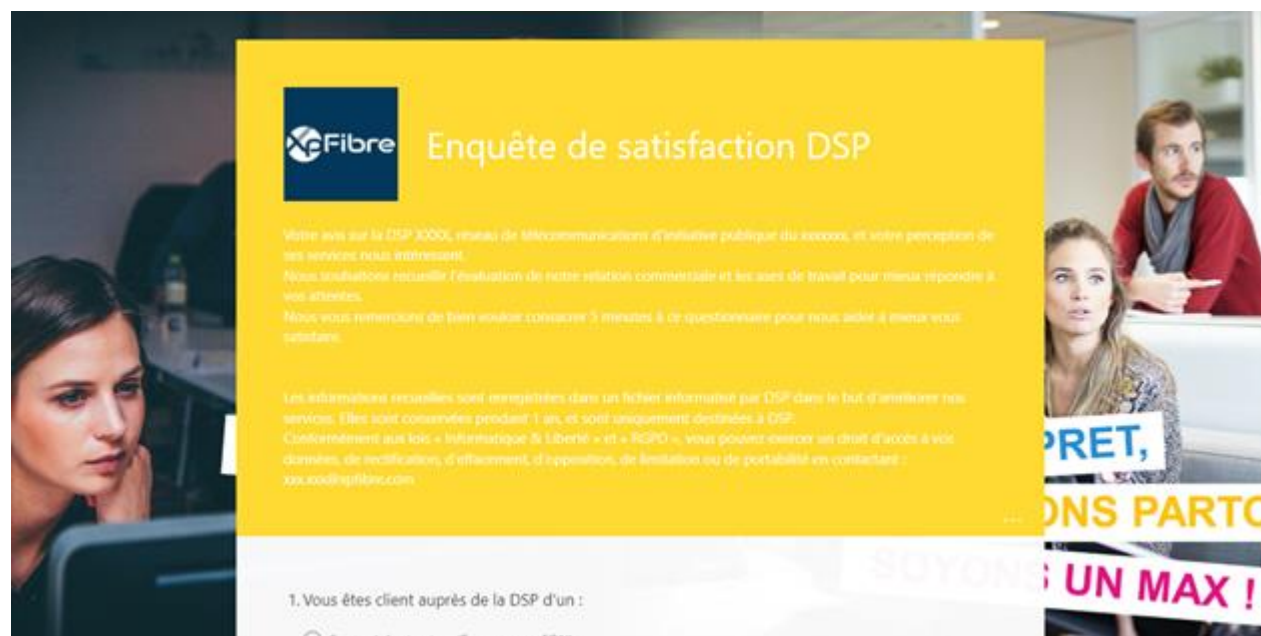 XpFibre
Enquête de satisfaction DSP
Votre avis sur la DSP XXXX, réseau de télécommunications d'initiative publique du xxxxxxx, et votre perception de
ses services nous intéressent.
Nous souhaitons recueillir l'évaluation de notre relation commerciale et les axes de travail pour mieux répondre à
vos attentes.
Nous vous remercions de bien vouloir consacrer 5 minutes à ce questionnaire pour nous aider à mieux vous
satisfaire.
Les informations recueillies sont enregistrées dans un fichier informatisé par DSP dans le but d'améliorer nos
services. Elles sont conservées pendant 1 an, et sont uniquement destinées à DSP.
Conformément aux lois « Informatique & Liberté » et « RGPD », vous pouvez exercer un droit d'accès à vos
données, de rectification, d'effacement, d'opposition, de limitation ou de portabilité en contactant :
PRET,
ONS PARTO
SOYONS UN MAX !
1. Vous êtes client auprès de la DSP d'un :